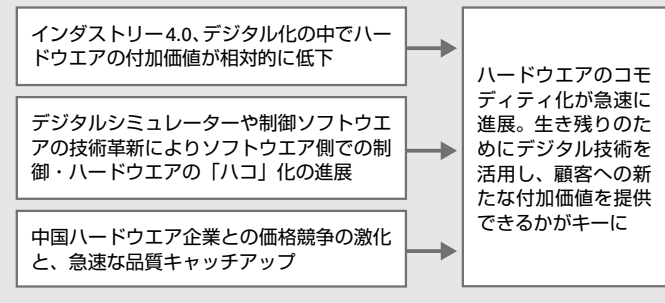 インダストリー4.0、デジタル化の中でハー
ドウエアの付加価値が相対的に低下
デジタルシミュレーターや制御ソフトウエ
アの技術革新によりソフトウエア側での制
御・ハードウエアの「ハコ」化の進展
中国ハードウエア企業との価格競争の激化
と、急速な品質キャッチアップ
ハードウエアのコモ
ディティ化が急速に
進展。生き残りのた
めにデジタル技術を
活用し、顧客への新
たな付加価値を提供
できるかがキーに